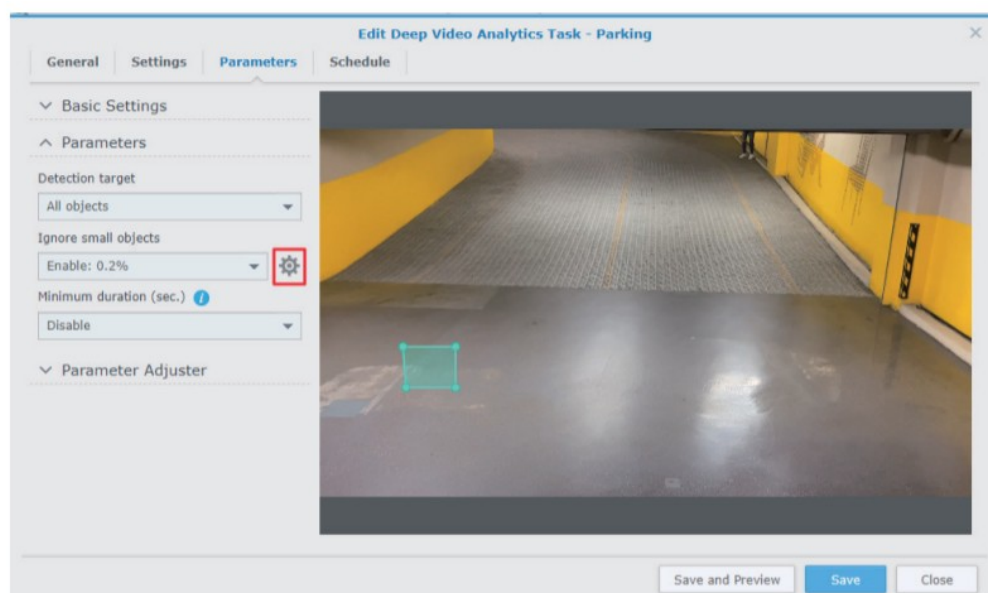 Edit Deep Video Analytics Task - Parking
General Settings Parameters Schedule
Basic Settings
Parameters
Detection target
All objects
Ignore small objects
Enable: 0.2%
Minimum duration (sec.)
Disable
Parameter Adjuster
Save and Preview Save Close